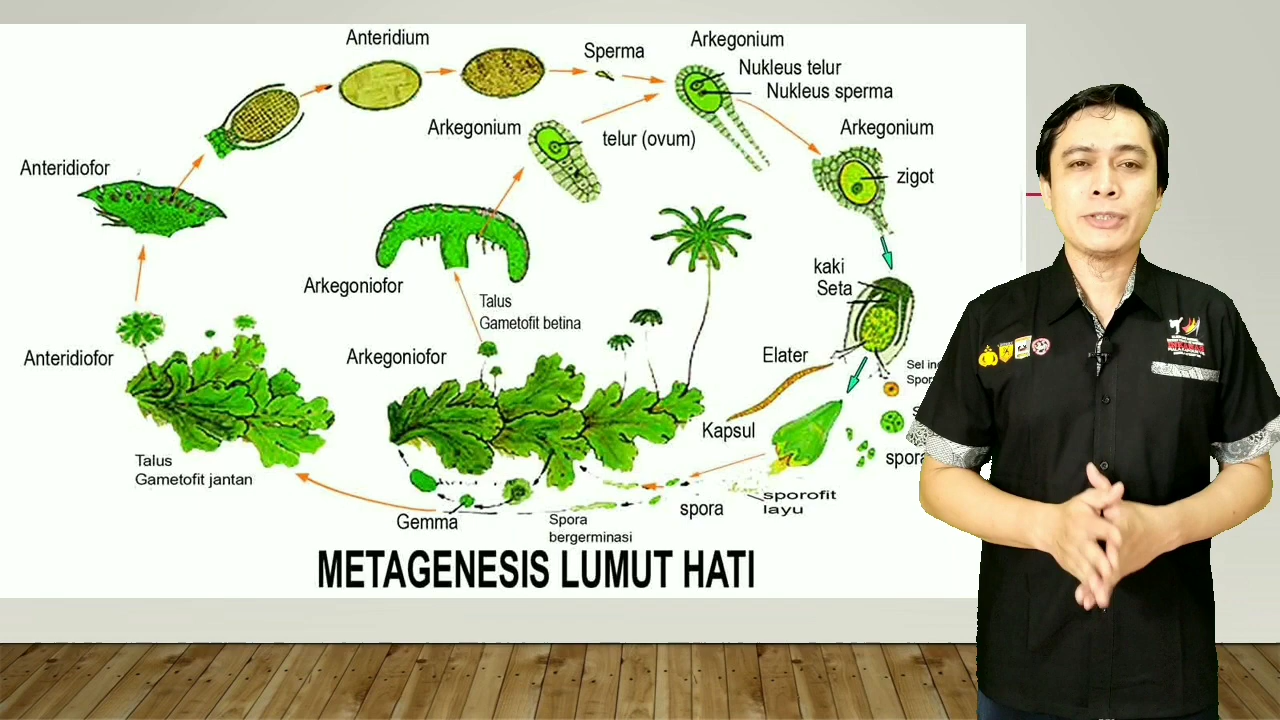 Anteridium
Sperma
Arkegonium
Nukleus telur
Nukleus sperma
Arkegonium
telur (ovum)
Arkegonium
zigot
Anteridiofor
Arkegoniofor
Talus
Gametofit betina
kaki
Seta
Anteridiofor
Arkegoniofor
Elater
Sel
Kapsul
Talus
Gametofit jantan
spora
sporofit
layu
Gemma
Spora
bergerminasi
spora
METAGENESIS LUMUT HATI